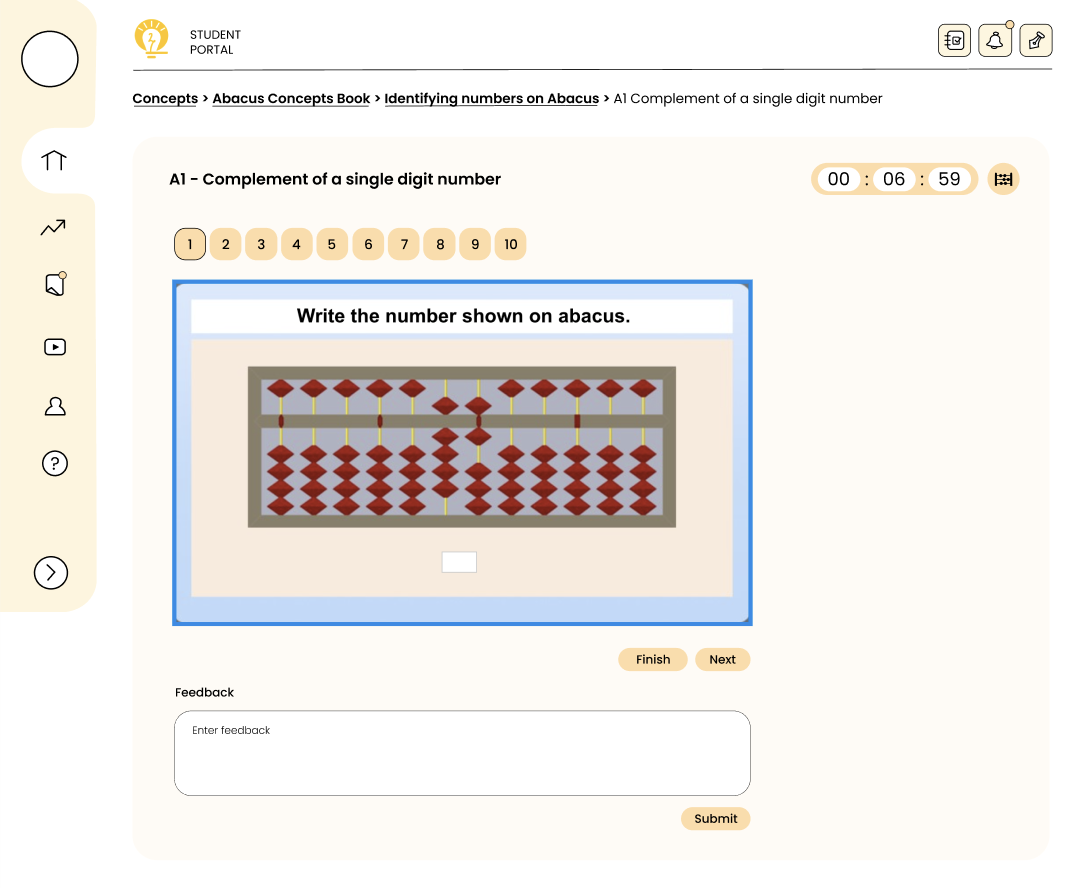 STUDENT
PORTAL
Concepts > Abacus Concepts Book > Identifying numbers on Abacus > A1 Complement of a single digit number
A1 - Complement of a single digit number
00 : 06 : 59
1 2 3 4 5 6 7 8 9 10
Write the number shown on abacus.
?
Finish Next
Feedback
Enter feedback
Submit